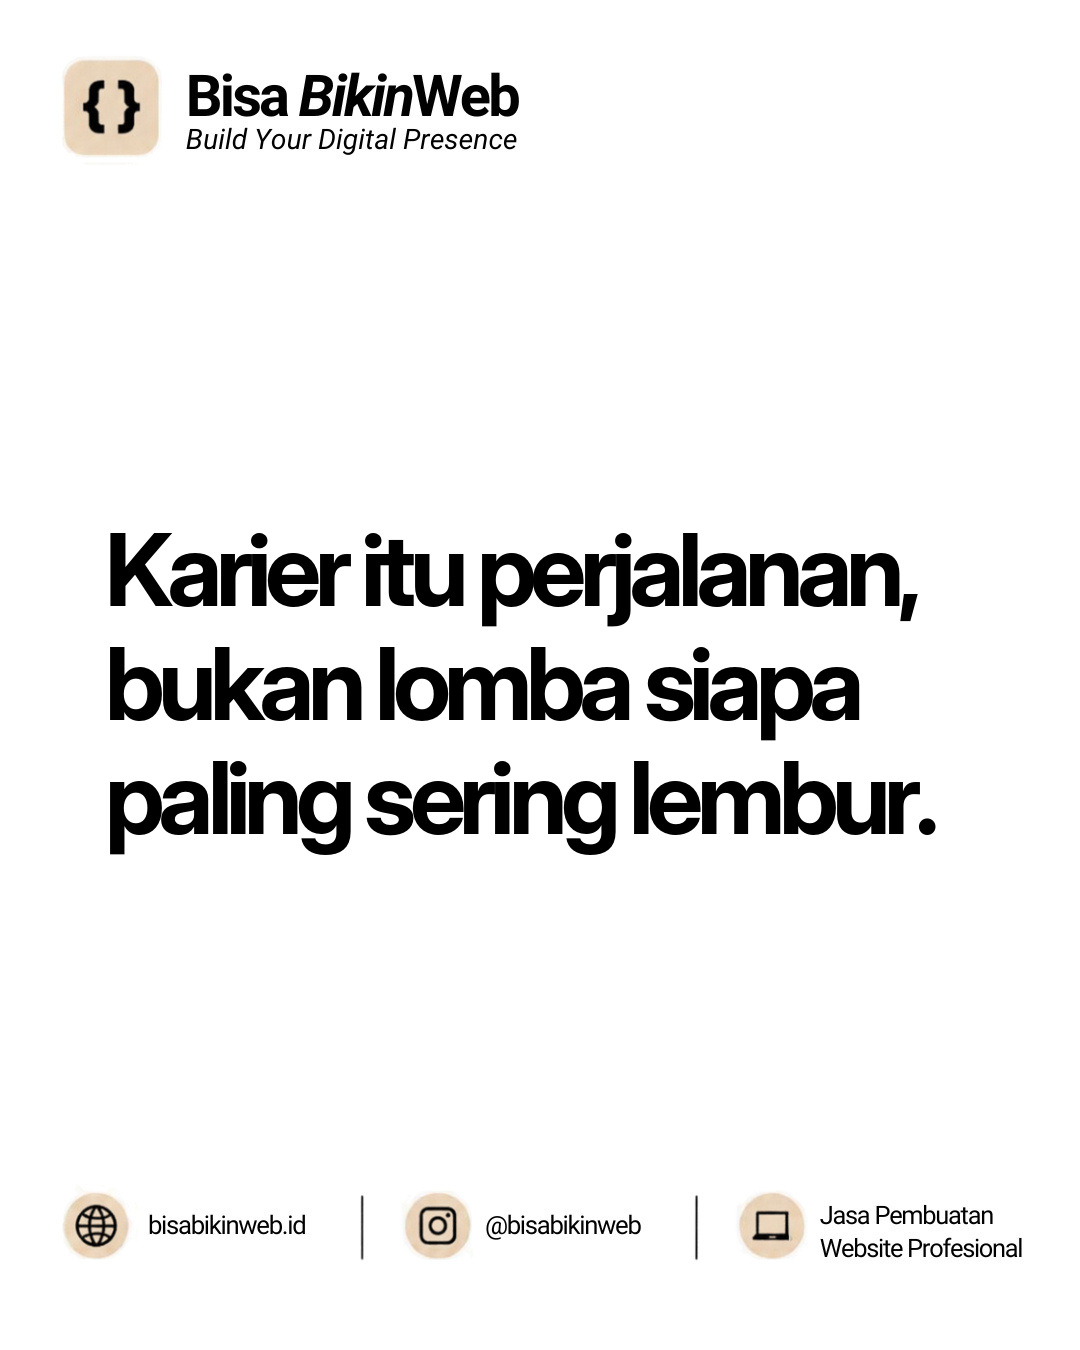 { }
Bisa BikinWeb
Build Your Digital Presence
Karier itu perjalanan,
bukan lomba siapa
paling sering lembur.
bisabikinweb.id
@bisabikinweb
Jasa Pembuatan
Website Profesional